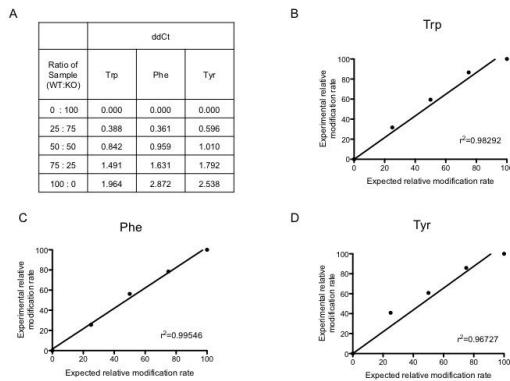 A
ddCt
Ratio of Sample (WT:KO) Trp Phe Tyr
0 : 100 0.000 0.000 0.000
25 : 75 0.388 0.361 0.596
50 : 50 0.842 0.959 1.010
75 : 25 1.491 1.631 1.792
100 : 0 1.964 2.872 2.538
B
Trp
Experimental relative modification rate
100
80
60
40
20
0
0 20 40 60 80 100
r²=0.98292
Expected relative modification rate
C
Phe
Experimental relative modification rate
100
80
60
40
20
0
0 20 40 60 80 100
r²=0.99546
Expected relative modification rate
D
Tyr
Experimental relative modification rate
100
80
60
40
20
0
0 20 40 60 80 100
r²=0.96727
Expected relative modification rate